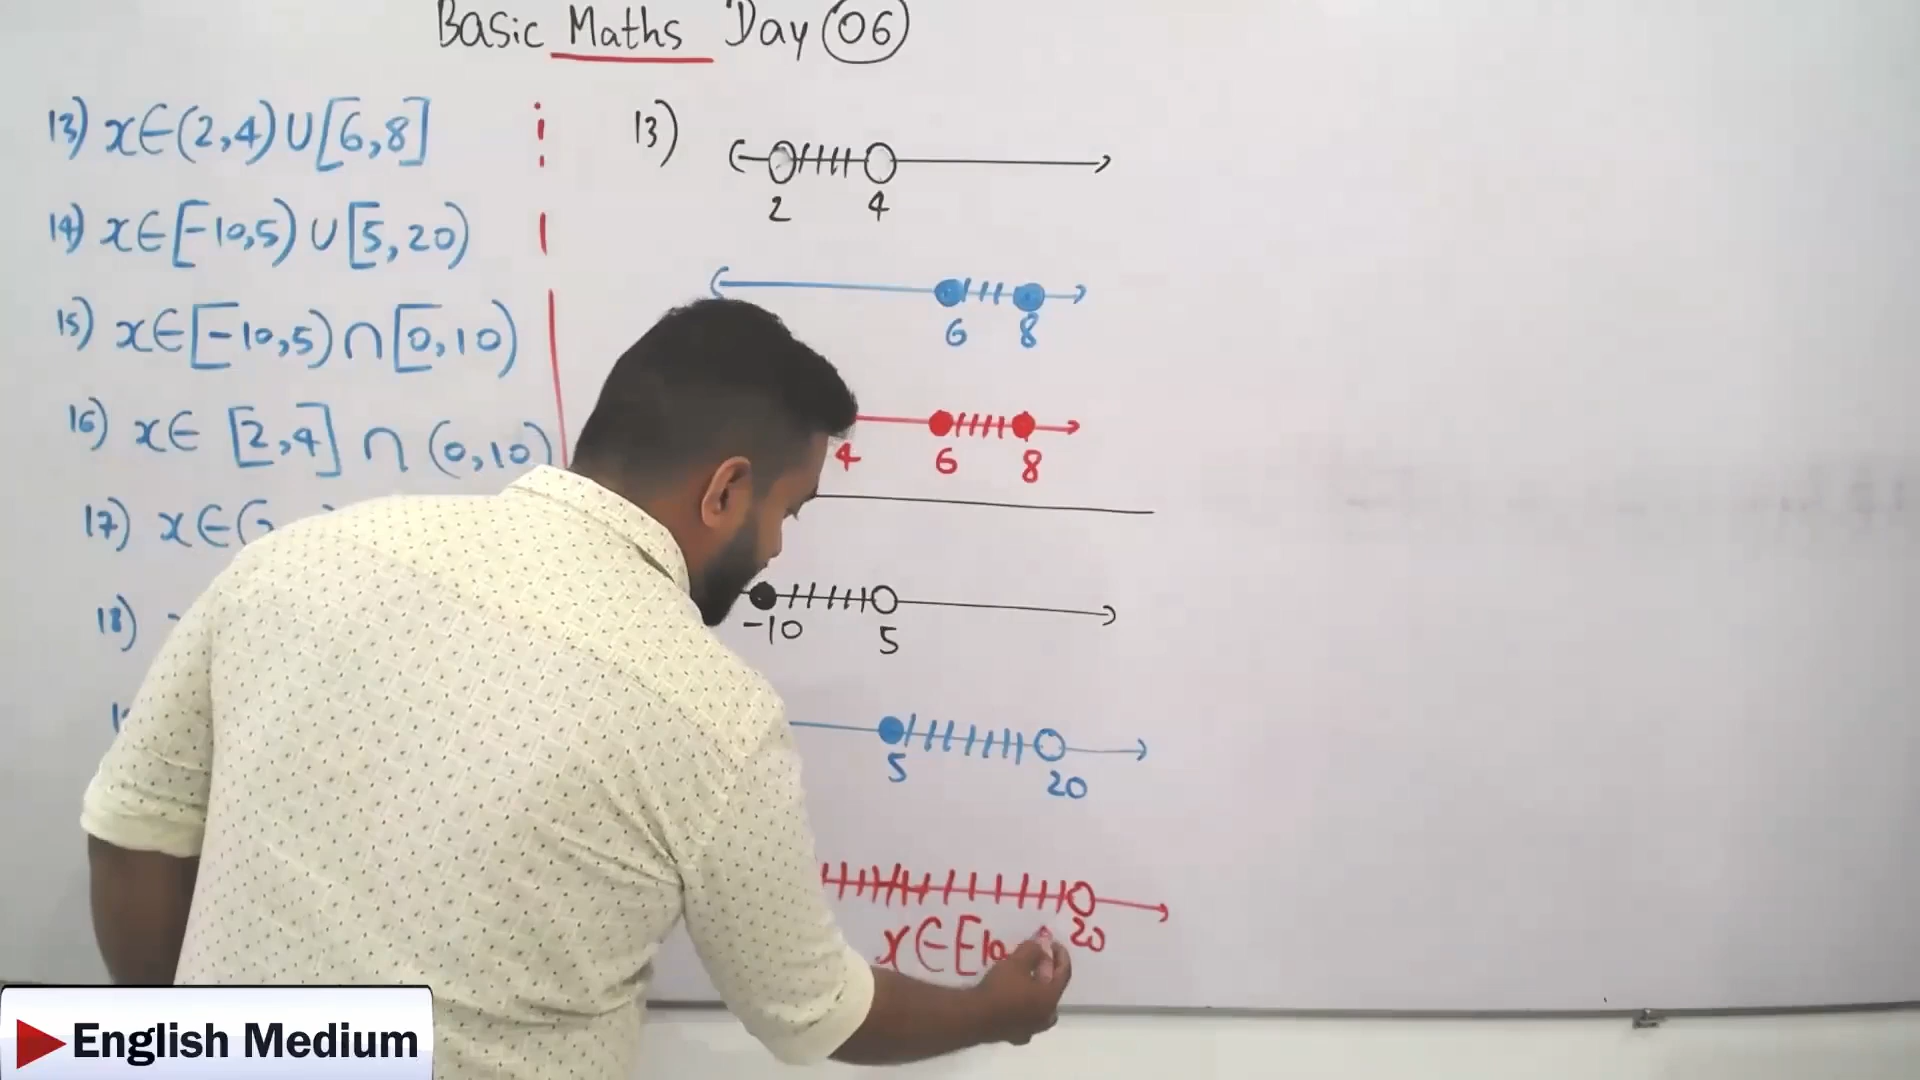 Basic Maths Day 06
13) x∈(2,4)∪[6,8]
14) x∈[-10,5)∪[5,20)
15) x∈[-10,5)∩[0,10)
16) x∈ [2,4] ∩ (0,10)
17) x∈(
18)
13)
2 4
6 8
4 6 8
-10 5
5 20
20
x∈[-10
English Medium